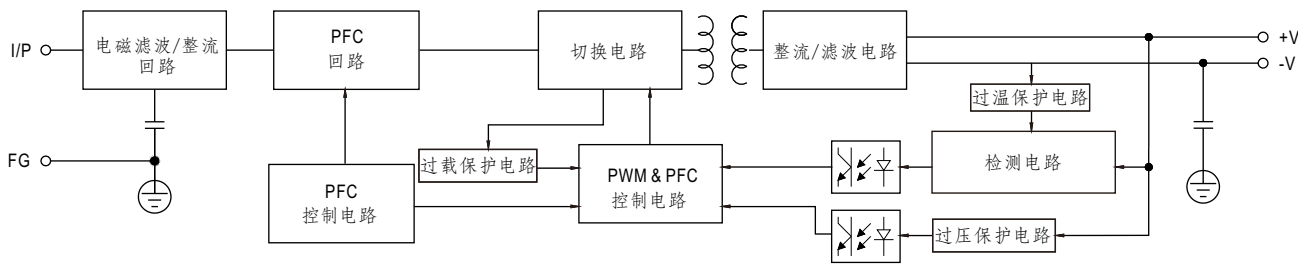 I/P
电磁滤波/整流
回路
PFC
回路
切换电路
整流/滤波电路
+V
-V
过温保护电路
FG
过载保护电路
PWM & PFC
控制电路
检测电路
PFC
控制电路
过压保护电路